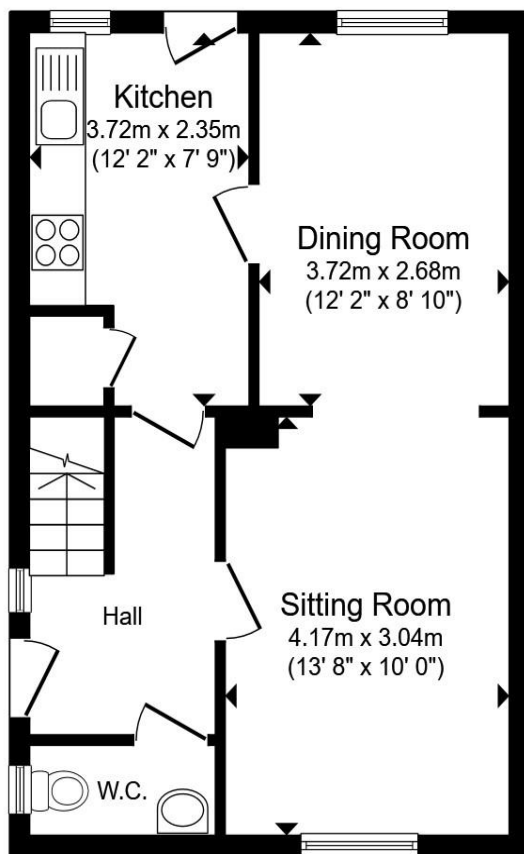 Kitchen
3.72m x 2.35m
(12' 2" x 7' 9")
Dining Room
3.72m x 2.68m
(12' 2" x 8' 10")
Hall
Sitting Room
4.17m x 3.04m
(13' 8" x 10' 0")
W.C.